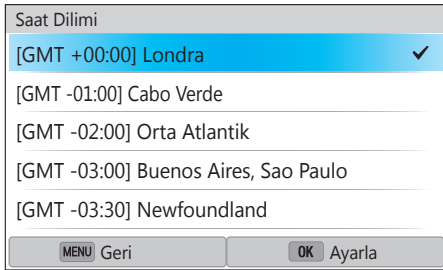 Saat Dilimi
[GMT +00:00] Londra
[GMT -01:00] Cabo Verde
[GMT -02:00] Orta Atlantik
[GMT -03:00] Buenos Aires, Sao Paulo
[GMT -03:30] Newfoundland
MENU Geri OK Ayarla